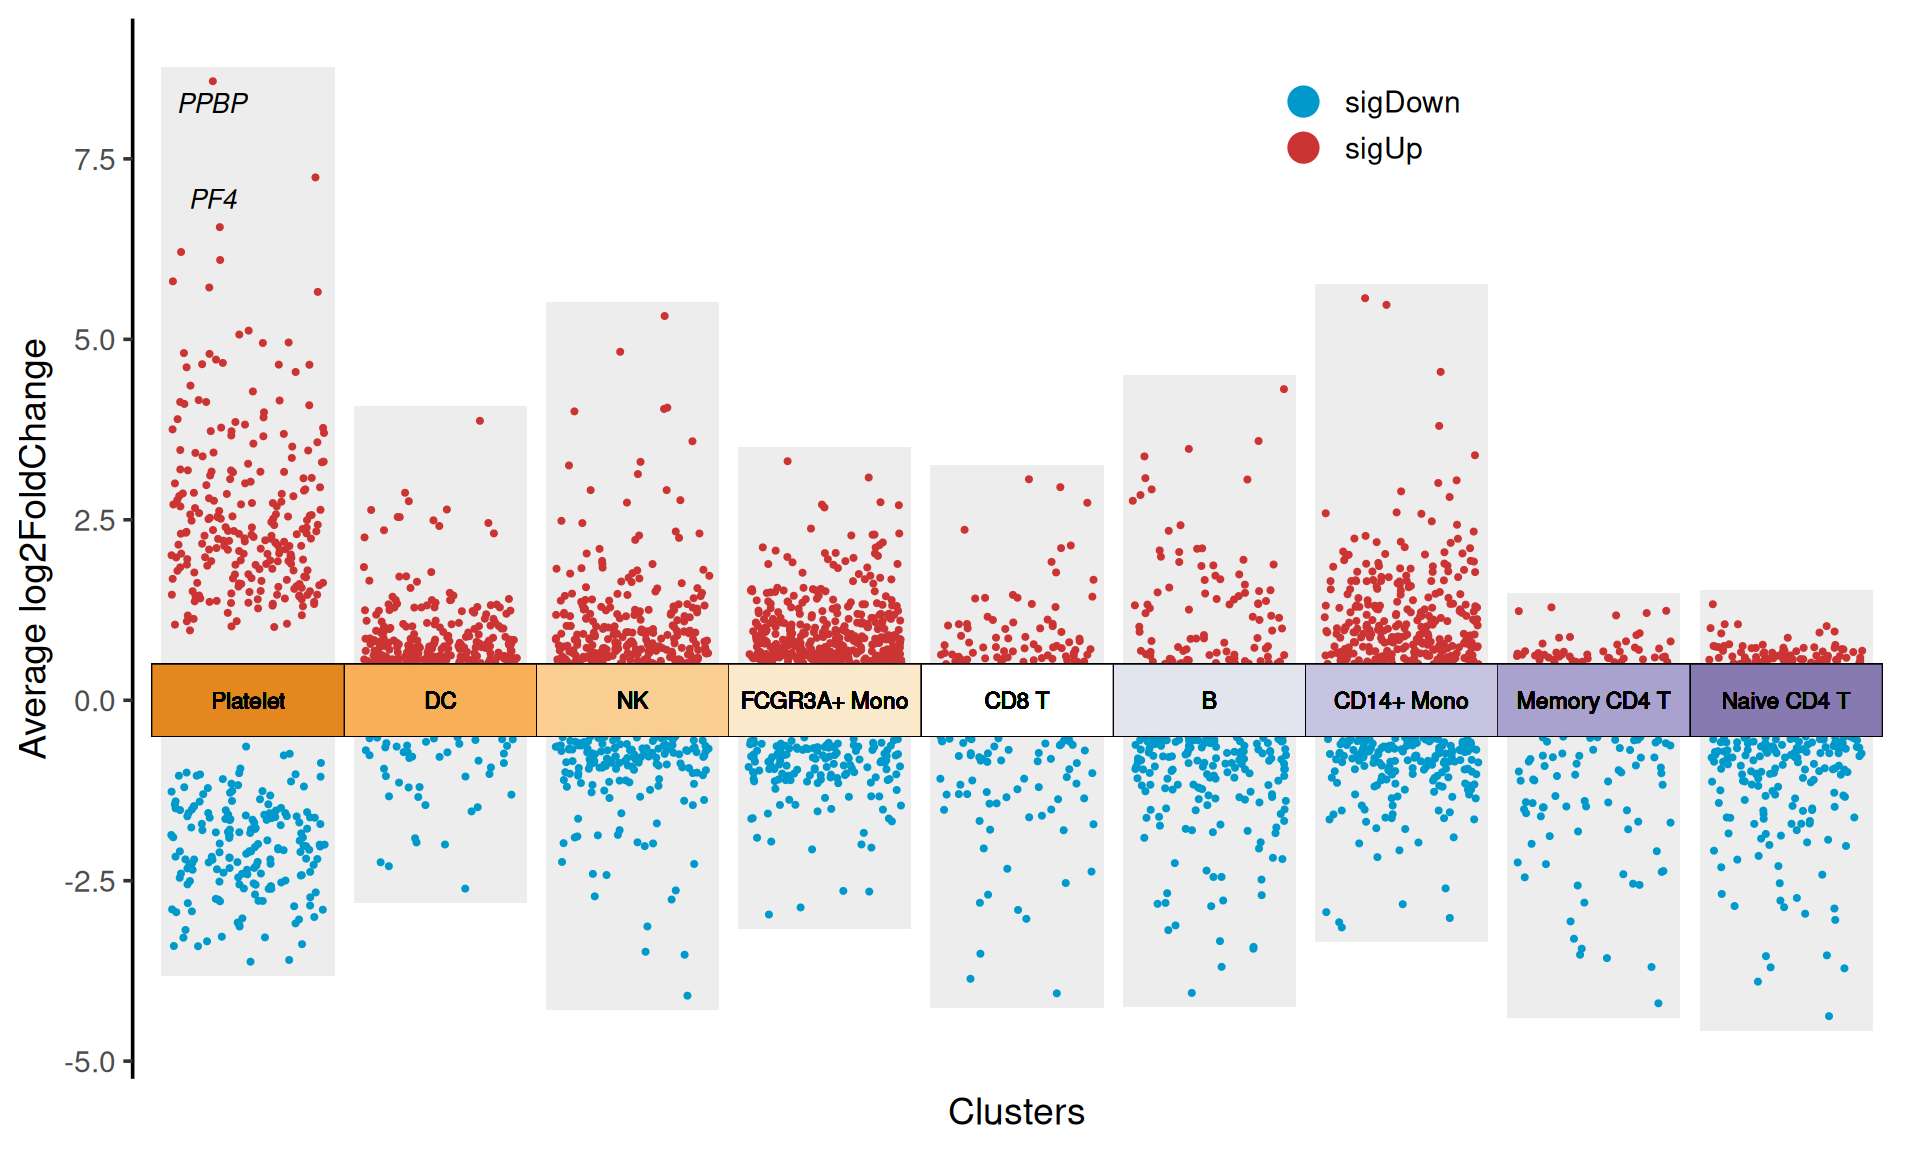 PPBP
PF4
sigDown
sigUp
7.5
5.0
2.5
0.0
-2.5
-5.0
Average log2FoldChange
Platelet
DC
NK
FCGR3A+ Mono
CD8 T
B
CD14+ Mono
Memory CD4 T
Naive CD4 T
Clusters